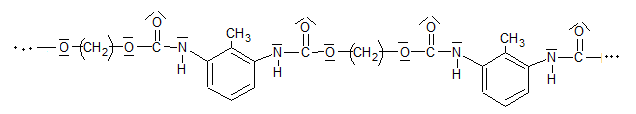 O O CH3 O O CH3 O
··· O (CH2) O C N N C O (CH2) O C N N C ···
H H H H